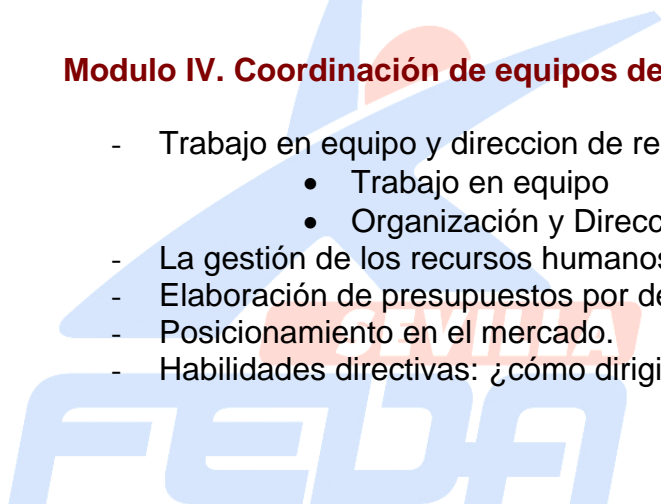 Modulo IV. Coordinación de equipos de
- Trabajo en equipo y direccion de re
• Trabajo en equipo
• Organización y Direcc
- La gestión de los recursos humanos
- Elaboración de presupuestos por de
- Posicionamiento en el mercado.
- Habilidades directivas: ¿cómo dirigi
SEVILLA
FEDA